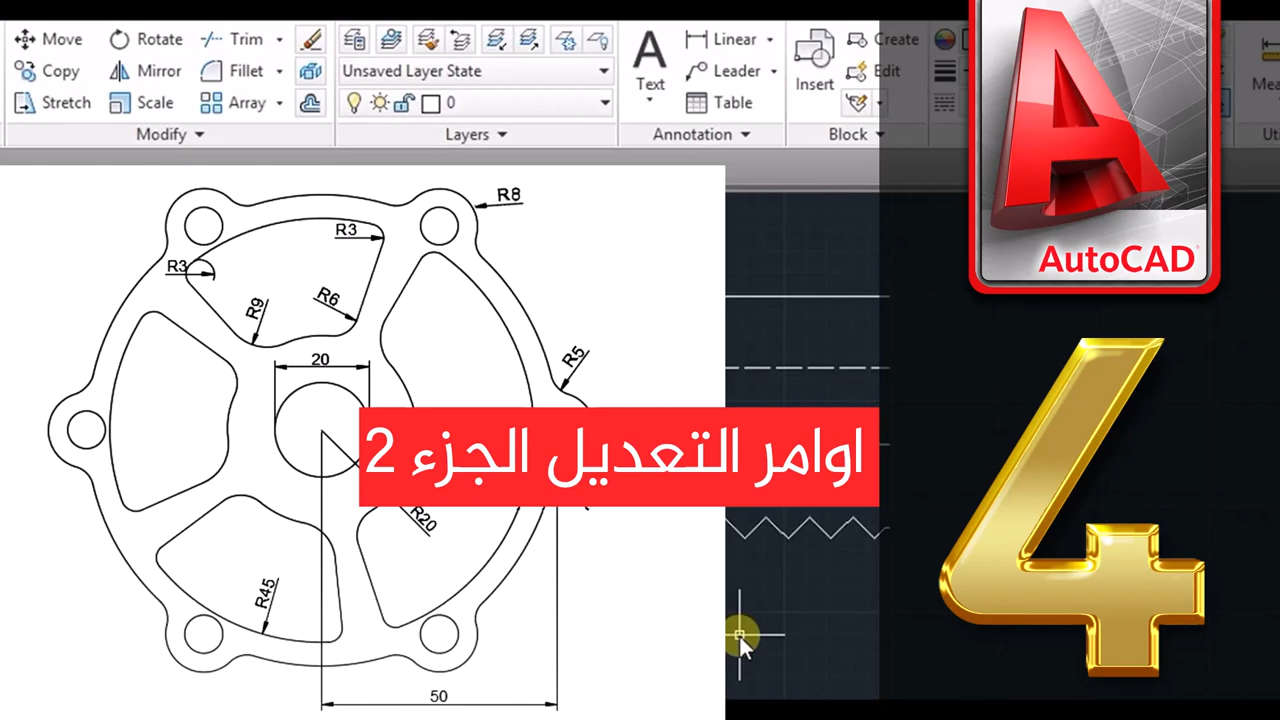 Move Rotate Trim
Copy Mirror Fillet
Stretch Scale Array
Modify
Unsaved Layer State
0
Layers
A
Text
Linear
Leader
Table
Annotation
Insert
Create
Edit
Block
Mea
Uti
A
AutoCAD
R8
R3
R3
R9
R6
20
R5
اوامر التعديل الجزء 2
R20
R45
50
4